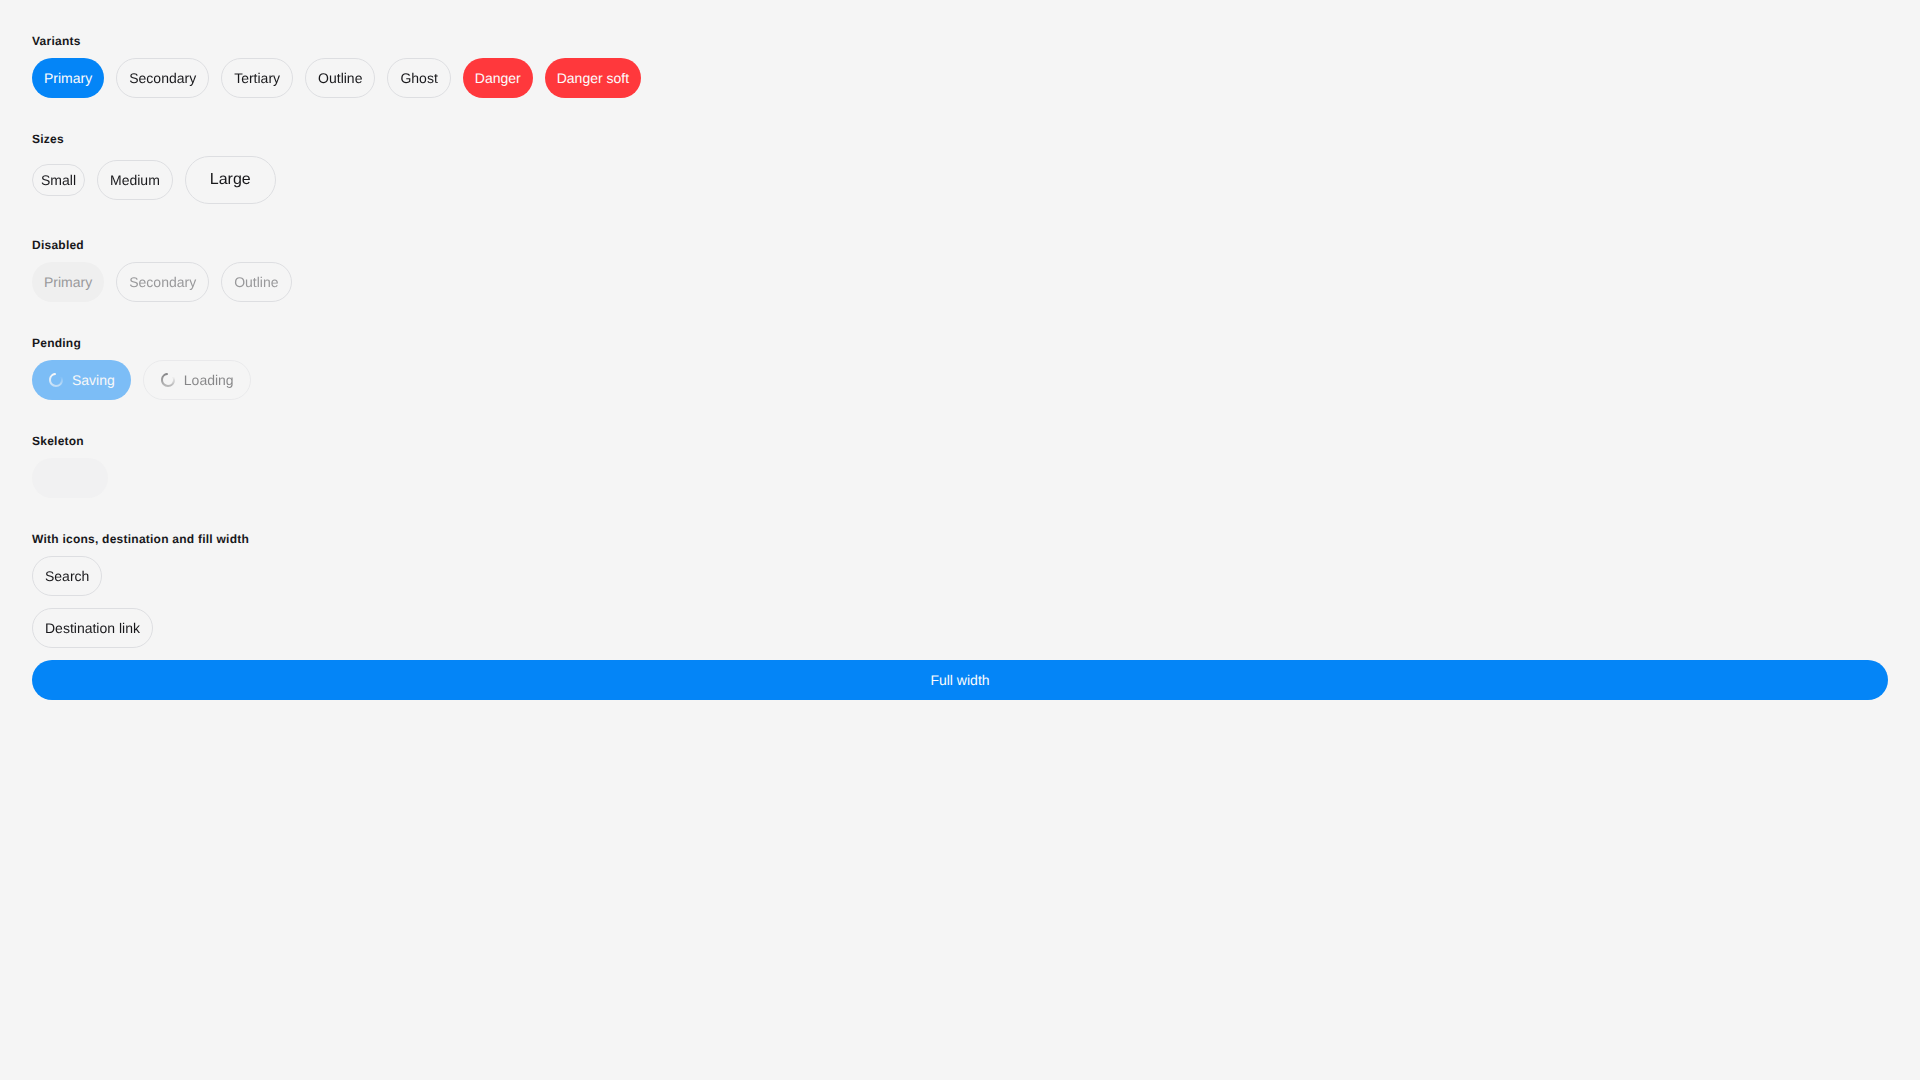 Variants
Primary Secondary Tertiary Outline Ghost Danger Danger soft
Sizes
Small Medium Large
Disabled
Primary Secondary Outline
Pending
Saving Loading
Skeleton
With icons, destination and fill width
Search
Destination link
Full width